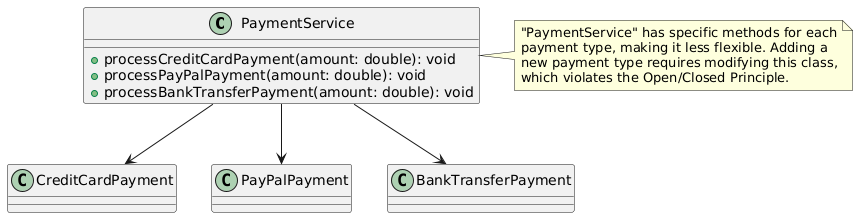 C PaymentService
processCreditCardPayment(amount: double): void
processPayPalPayment(amount: double): void
processBankTransferPayment(amount: double): void
"PaymentService" has specific methods for each
payment type, making it less flexible. Adding a
new payment type requires modifying this class,
which violates the Open/Closed Principle.
C CreditCardPayment
C PayPalPayment
C BankTransferPayment